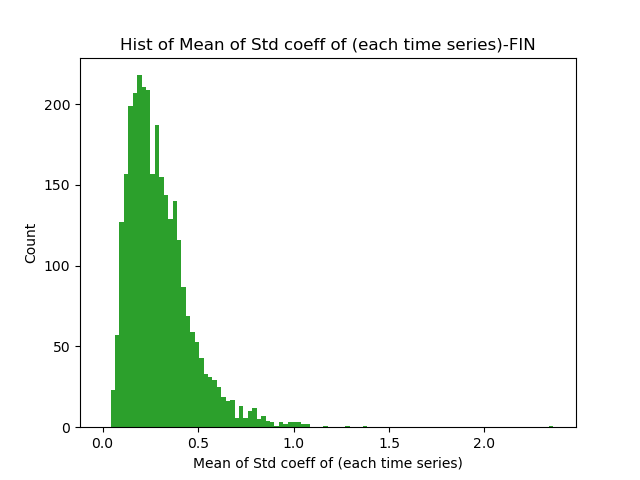 Hist of Mean of Std coeff of (each time series)-FIN
Count
200
150
100
50
0
0.0 0.5 1.0 1.5 2.0
Mean of Std coeff of (each time series)